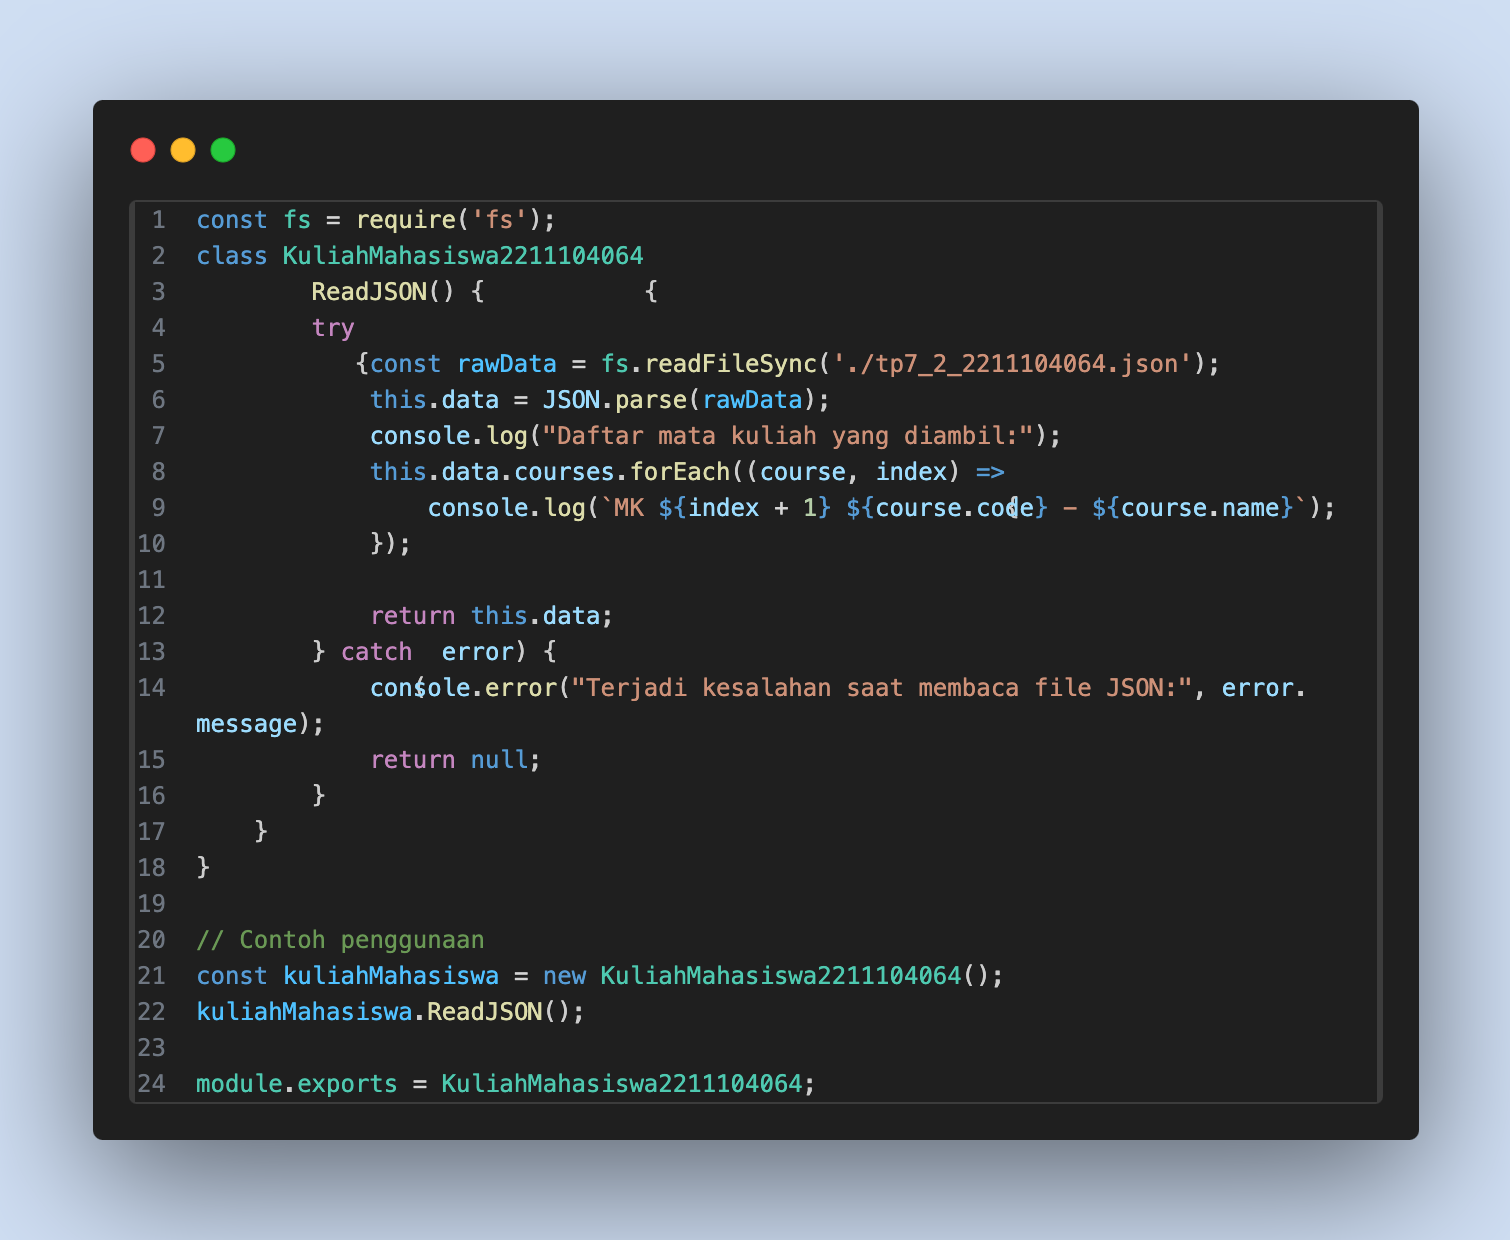 1 const fs = require('fs');
2 class KuliahMahasiswa2211104064
3         ReadJSON() {           {
4         try
5            {const rawData = fs.readFileSync('./tp7_2_2211104064.json');
6             this.data = JSON.parse(rawData);
7             console.log("Daftar mata kuliah yang diambil:");
8             this.data.courses.forEach((course, index) =>
9                 console.log(`MK ${index + 1} ${course.code} - ${course.name}`);
{
10             });
11
12             return this.data;
13         } catch  error) {
14             console.error("Terjadi kesalahan saat membaca file JSON:", error.
(
message);
15             return null;
16         }
17     }
18 }
19
20 // Contoh penggunaan
21 const kuliahMahasiswa = new KuliahMahasiswa2211104064();
22 kuliahMahasiswa.ReadJSON();
23
24 module.exports = KuliahMahasiswa2211104064;